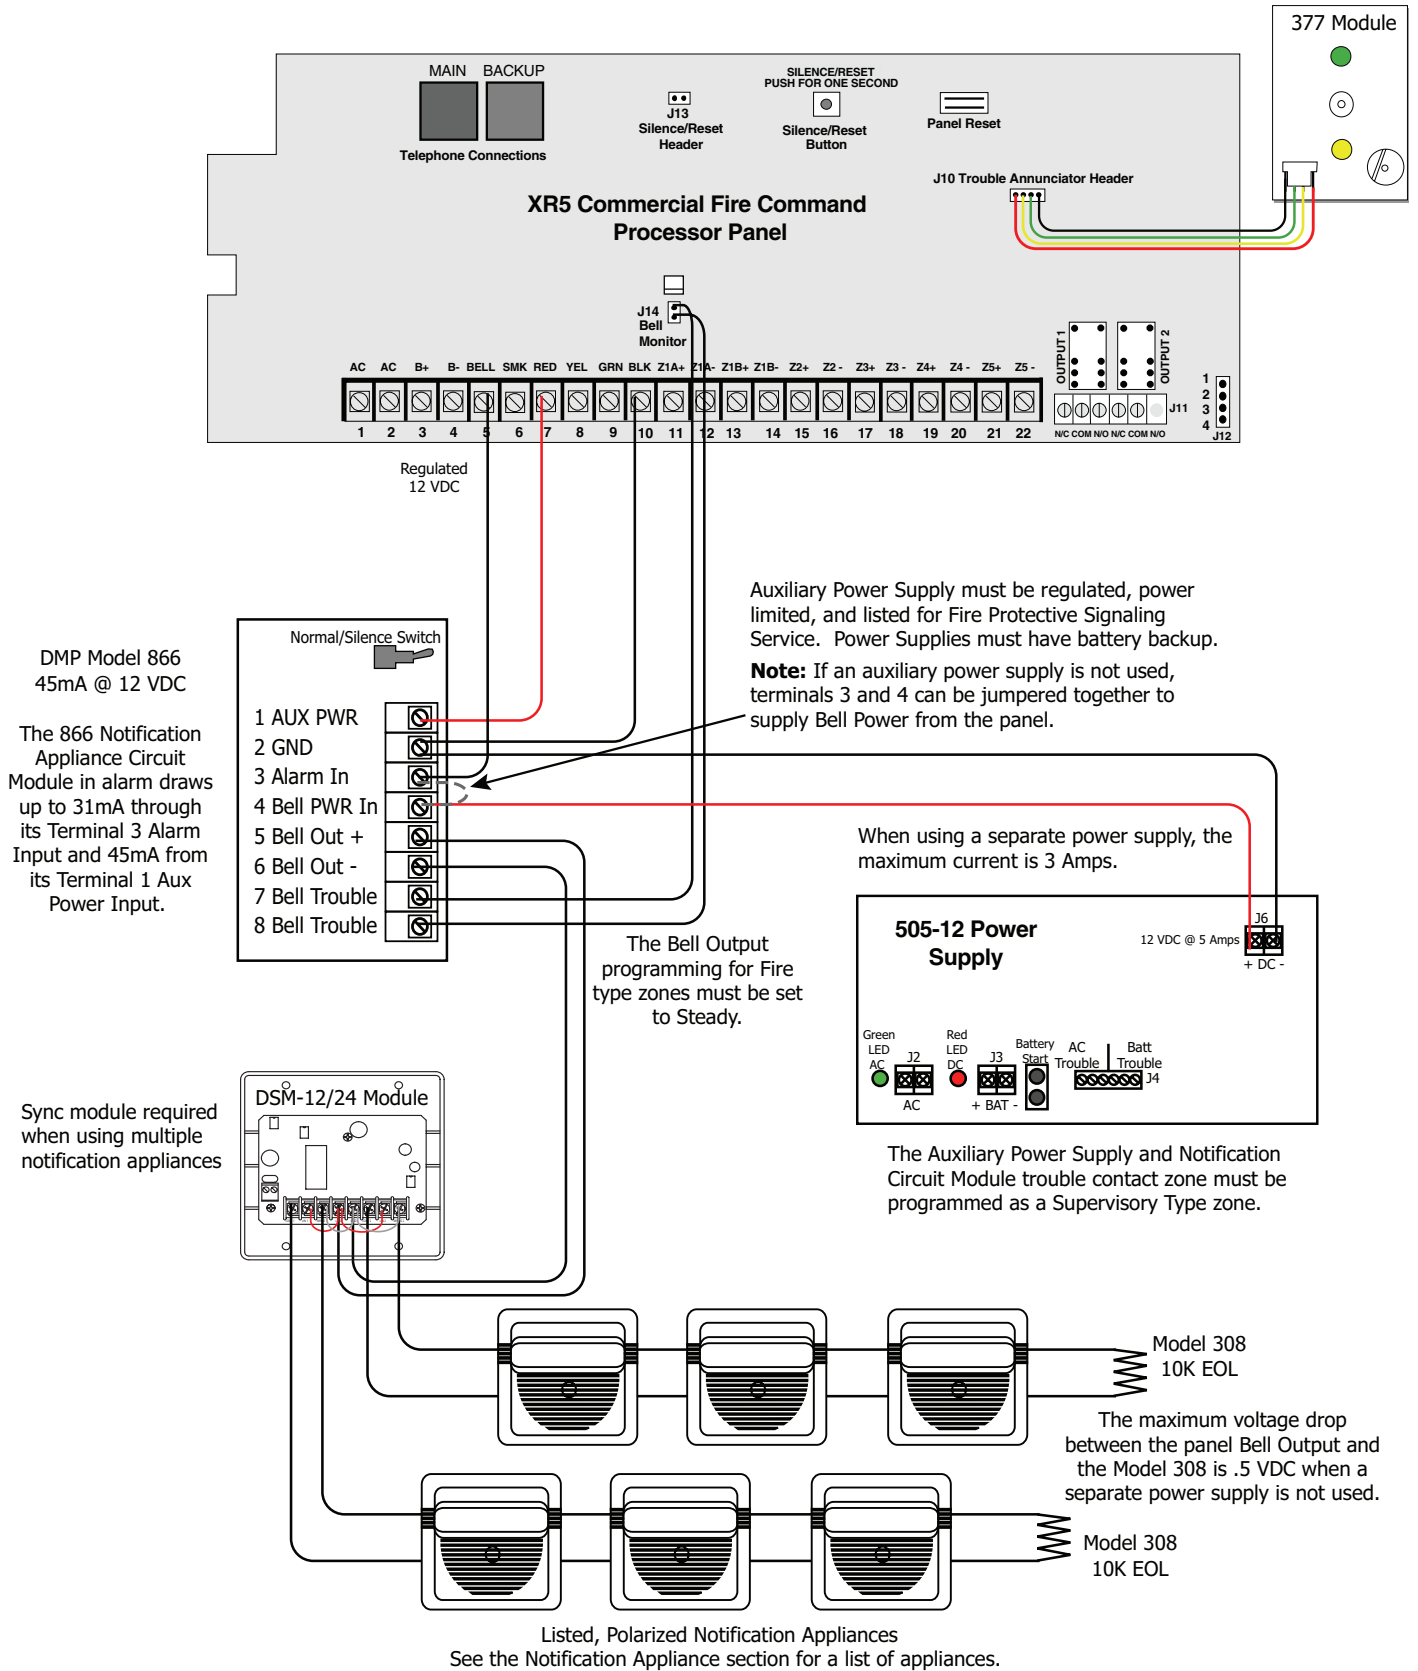 377 Module
MAIN BACKUP
Telephone Connections
J13
Silence/Reset
Header
SILENCE/RESET
PUSH FOR ONE SECOND
Silence/Reset
Button
Panel Reset
J10 Trouble Annunciator Header
XR5 Commercial Fire Command
Processor Panel
J14
Bell
Monitor
OUTPUT 1
OUTPUT 2
AC AC B+ B- BELL SMK RED YEL GRN BLK Z1A+ Z1A- Z1B+ Z1B- Z2+ Z2 - Z3+ Z3 - Z4+ Z4 - Z5+ Z5 -
1 2 3 4 5 6 7 8 9 10 11 12 13 14 15 16 17 18 19 20 21 22
N/C COM N/O N/C COM N/O
J11
1
2
3
4
J12
Regulated
12 VDC
Auxiliary Power Supply must be regulated, power
limited, and listed for Fire Protective Signaling
Service. Power Supplies must have battery backup.
Note: If an auxiliary power supply is not used,
terminals 3 and 4 can be jumpered together to
supply Bell Power from the panel.
DMP Model 866
45mA @ 12 VDC
The 866 Notification
Appliance Circuit
Module in alarm draws
up to 31mA through
its Terminal 3 Alarm
Input and 45mA from
its Terminal 1 Aux
Power Input.
Normal/Silence Switch
1 AUX PWR
2 GND
3 Alarm In
4 Bell PWR In
5 Bell Out +
6 Bell Out -
7 Bell Trouble
8 Bell Trouble
When using a separate power supply, the
maximum current is 3 Amps.
The Bell Output
programming for Fire
type zones must be set
to Steady.
505-12 Power
Supply
12 VDC @ 5 Amps
J6
+ DC -
Green
LED
AC
J2
AC
Red
LED
DC
J3
+ BAT -
Battery
Start
AC
Trouble
Batt
Trouble
J4
The Auxiliary Power Supply and Notification
Circuit Module trouble contact zone must be
programmed as a Supervisory Type zone.
Sync module required
when using multiple
notification appliances
DSM-12/24 Module
Model 308
10K EOL
The maximum voltage drop
between the panel Bell Output and
the Model 308 is .5 VDC when a
separate power supply is not used.
Model 308
10K EOL
Listed, Polarized Notification Appliances
See the Notification Appliance section for a list of appliances.